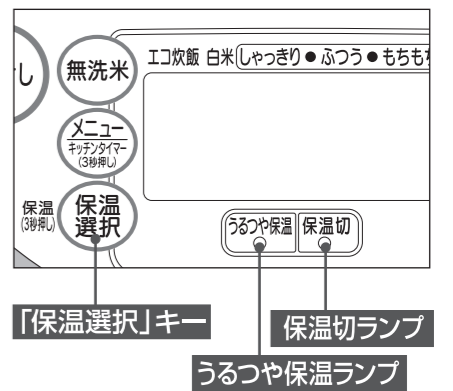 し
無洗米
エコ炊飯 白米 しゃっきり●ふつう●もちも
メニュー
キッチンタイマー
(3秒押し)
保温
(3秒押し)
保温
選択
うるつや保温
保温切
「保温選択」キー
保温切ランプ
うるつや保温ランプ